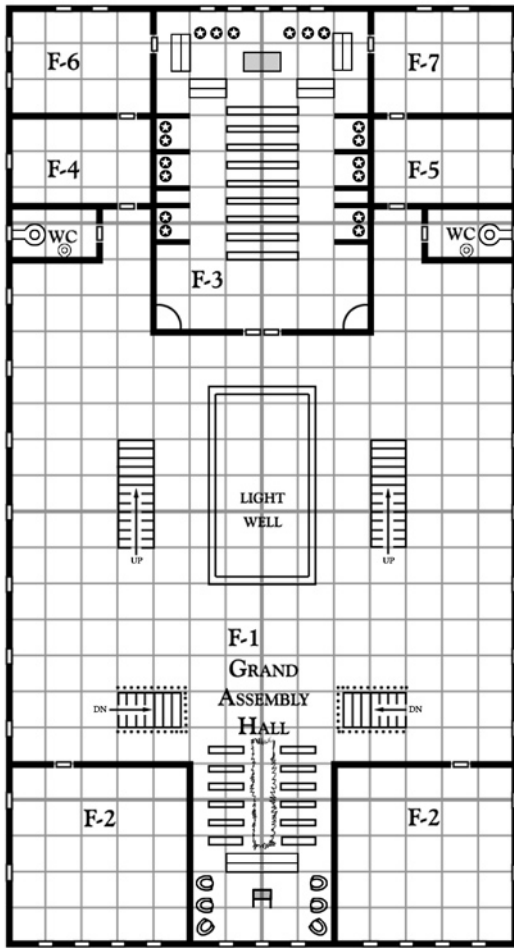 F-6
F-7
F-4
F-5
WC
WC
F-3
LIGHT
WELL
UP
UP
F-1
GRAND
ASSEMBLY
HALL
DN
DN
F-2
F-2